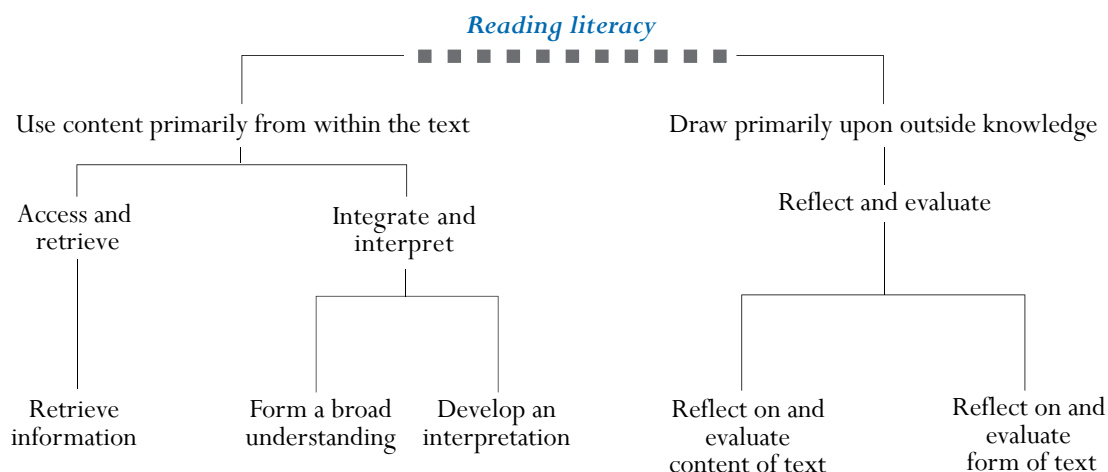 Reading literacy
Use content primarily from within the text
Draw primarily upon outside knowledge
Access and
retrieve
Integrate and
interpret
Reflect and evaluate
Retrieve
information
Form a broad
understanding
Develop an
interpretation
Reflect on and
evaluate
content of text
Reflect on and
evaluate
form of text